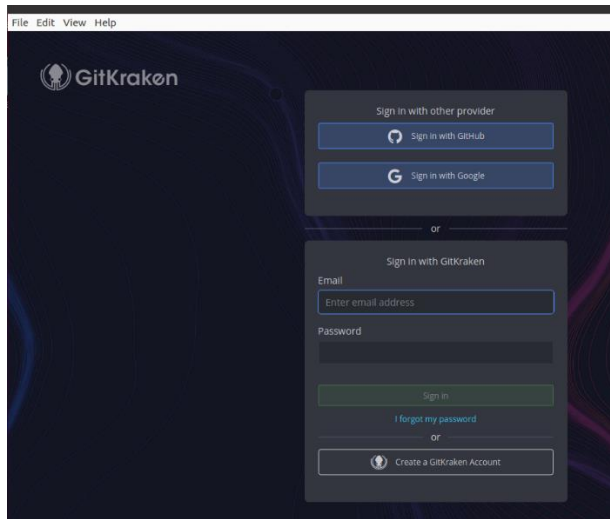 File Edit View Help
GitKraken
Sign in with other provider
Sign in with GitHub
Sign in with Google
or
Sign in with GitKraken
Email
Enter email address
Password
Sign in
I forgot my password
or
Create a GitKraken Account